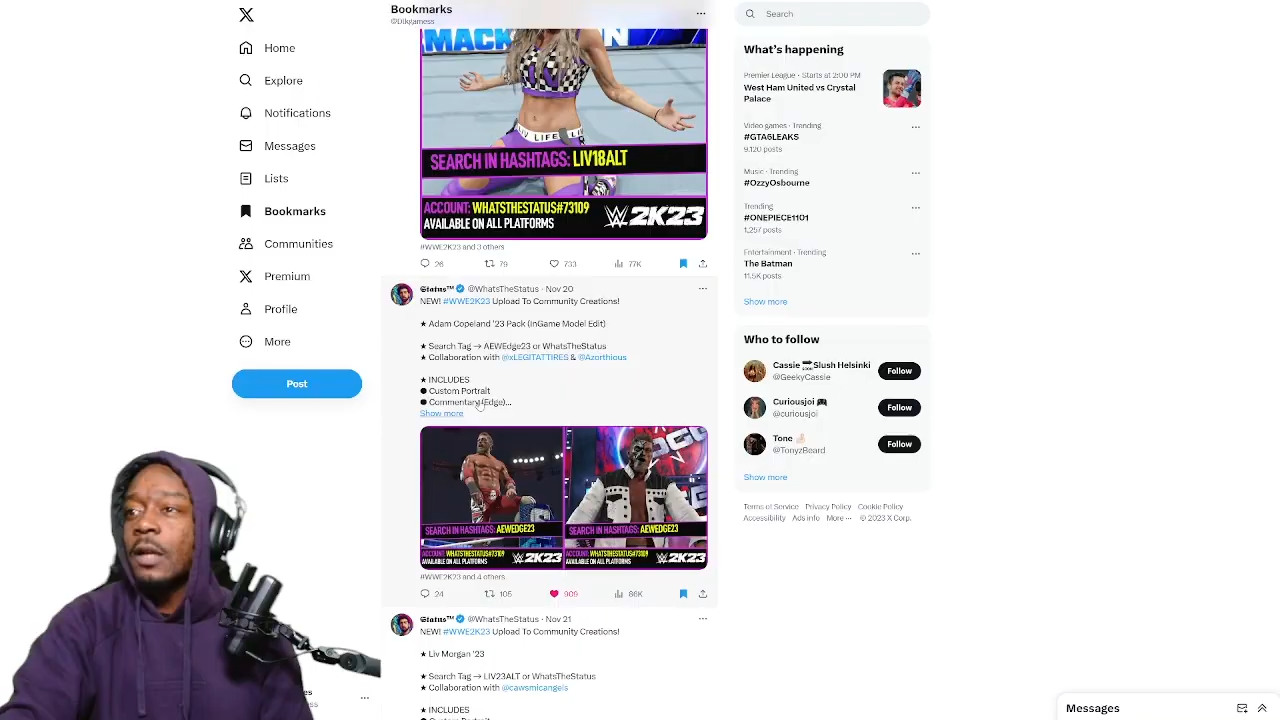 Home
Explore
Notifications
Messages
Lists
Bookmarks
Communities
Premium
Profile
More
Post
Bookmarks
@D1kgamess
LIV LIFE LIV
SEARCH IN HASHTAGS: LIV18ALT
ACCOUNT: WHATSTHESTATUS#73109
AVAILABLE ON ALL PLATFORMS
2K23
#WWE2K23 and 3 others
26 79 733 77K
Status™ @WhatsTheStatus · Nov 20
NEW! #WWE2K23 Upload To Community Creations!
★ Adam Copeland '23 Pack (InGame Model Edit)
★ Search Tag → AEWEdge23 or WhatsTheStatus
★ Collaboration with @xLEGITATTIRES & @Azorthious
★ INCLUDES
● Custom Portrait
● Commentary (Edge)...
Show more
SEARCH IN HASHTAGS: AEWEDGE23
ACCOUNT: WHATSTHESTATUS#73109
AVAILABLE ON ALL PLATFORMS
2K23
SEARCH IN HASHTAGS: AEWEDGE23
ACCOUNT: WHATSTHESTATUS#73109
AVAILABLE ON ALL PLATFORMS
2K23
#WWE2K23 and 4 others
24 105 909 86K
Status™ @WhatsTheStatus · Nov 21
NEW! #WWE2K23 Upload To Community Creations!
★ Liv Morgan '23
★ Search Tag → LIV23ALT or WhatsTheStatus
★ Collaboration with @cawsmicangels
★ INCLUDES
● Custom Portrait
Search
What's happening
Premier League · Starts at 2:00 PM
West Ham United vs Crystal
Palace
Video games · Trending
#GTA6LEAKS
9,120 posts
Music · Trending
#OzzyOsbourne
Trending
#ONEPIECE1101
1,257 posts
Entertainment · Trending
The Batman
11.5K posts
Show more
Who to follow
Cassie Slush Helsinki
@GeekyCassie
Follow
Curiousjoi
@curiousjoi
Follow
Tone
@TonyzBeard
Follow
Show more
Terms of Service Privacy Policy Cookie Policy
Accessibility Ads info More ··· © 2023 X Corp.
Messages